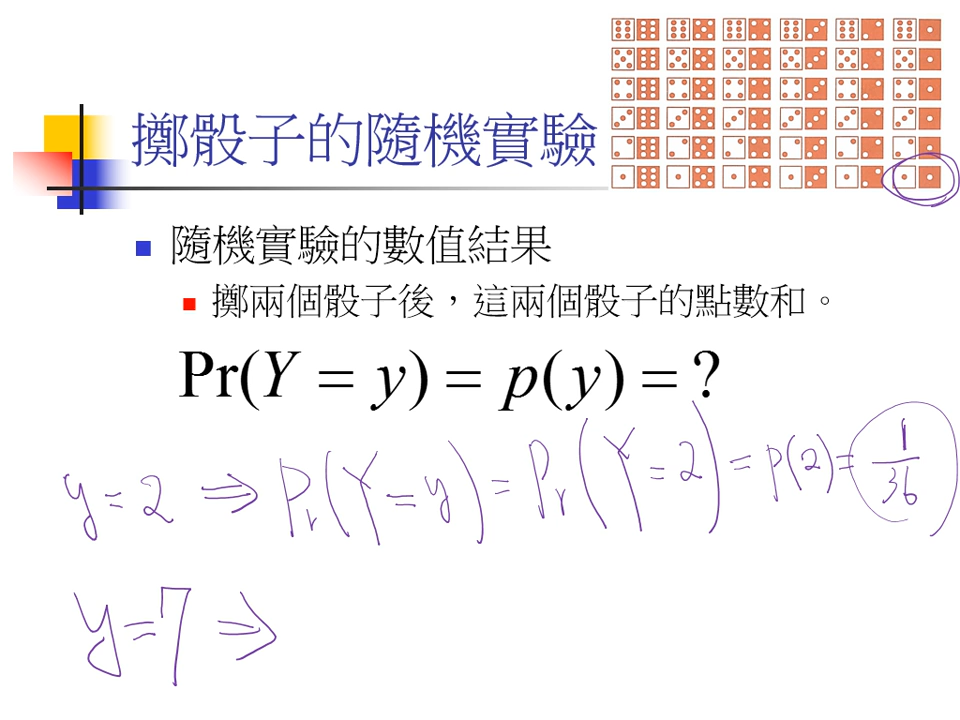 擲骰子的隨機實驗
隨機實驗的數值結果
擲兩個骰子後，這兩個骰子的點數和。
Pr(Y = y) = p(y) = ?
y = 2 ⇒ Pr(Y = y) = Pr(Y = 2) = p(2) = 1/36
y = 7 ⇒